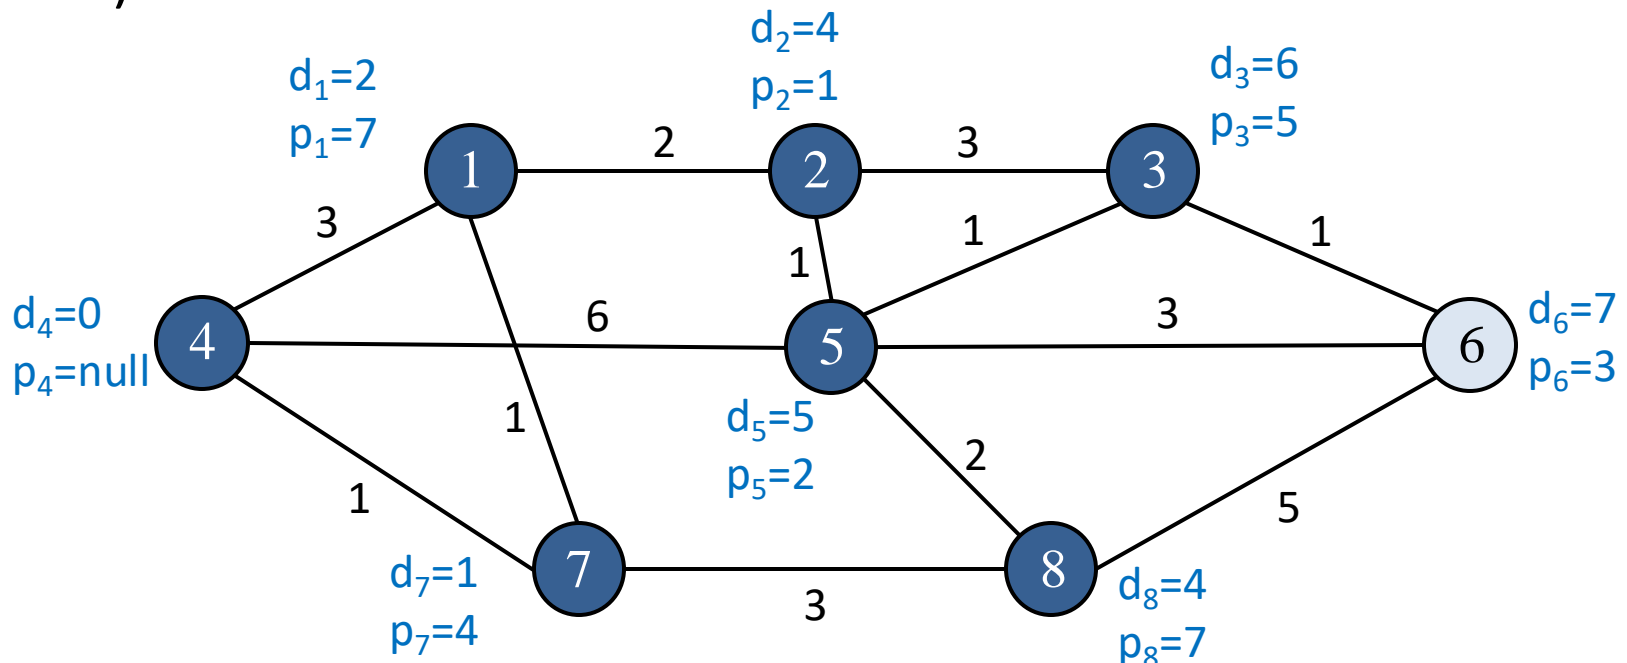 d₂=4
p₂=1
d₁=2
p₁=7
d₃=6
p₃=5
2
3
1
2
3
3
1
1
1
d₄=0
p₄=null
4
6
5
3
6
d₆=7
p₆=3
1
d₅=5
p₅=2
2
1
5
7
8
d₇=1
p₇=4
3
d₈=4
p₈=7